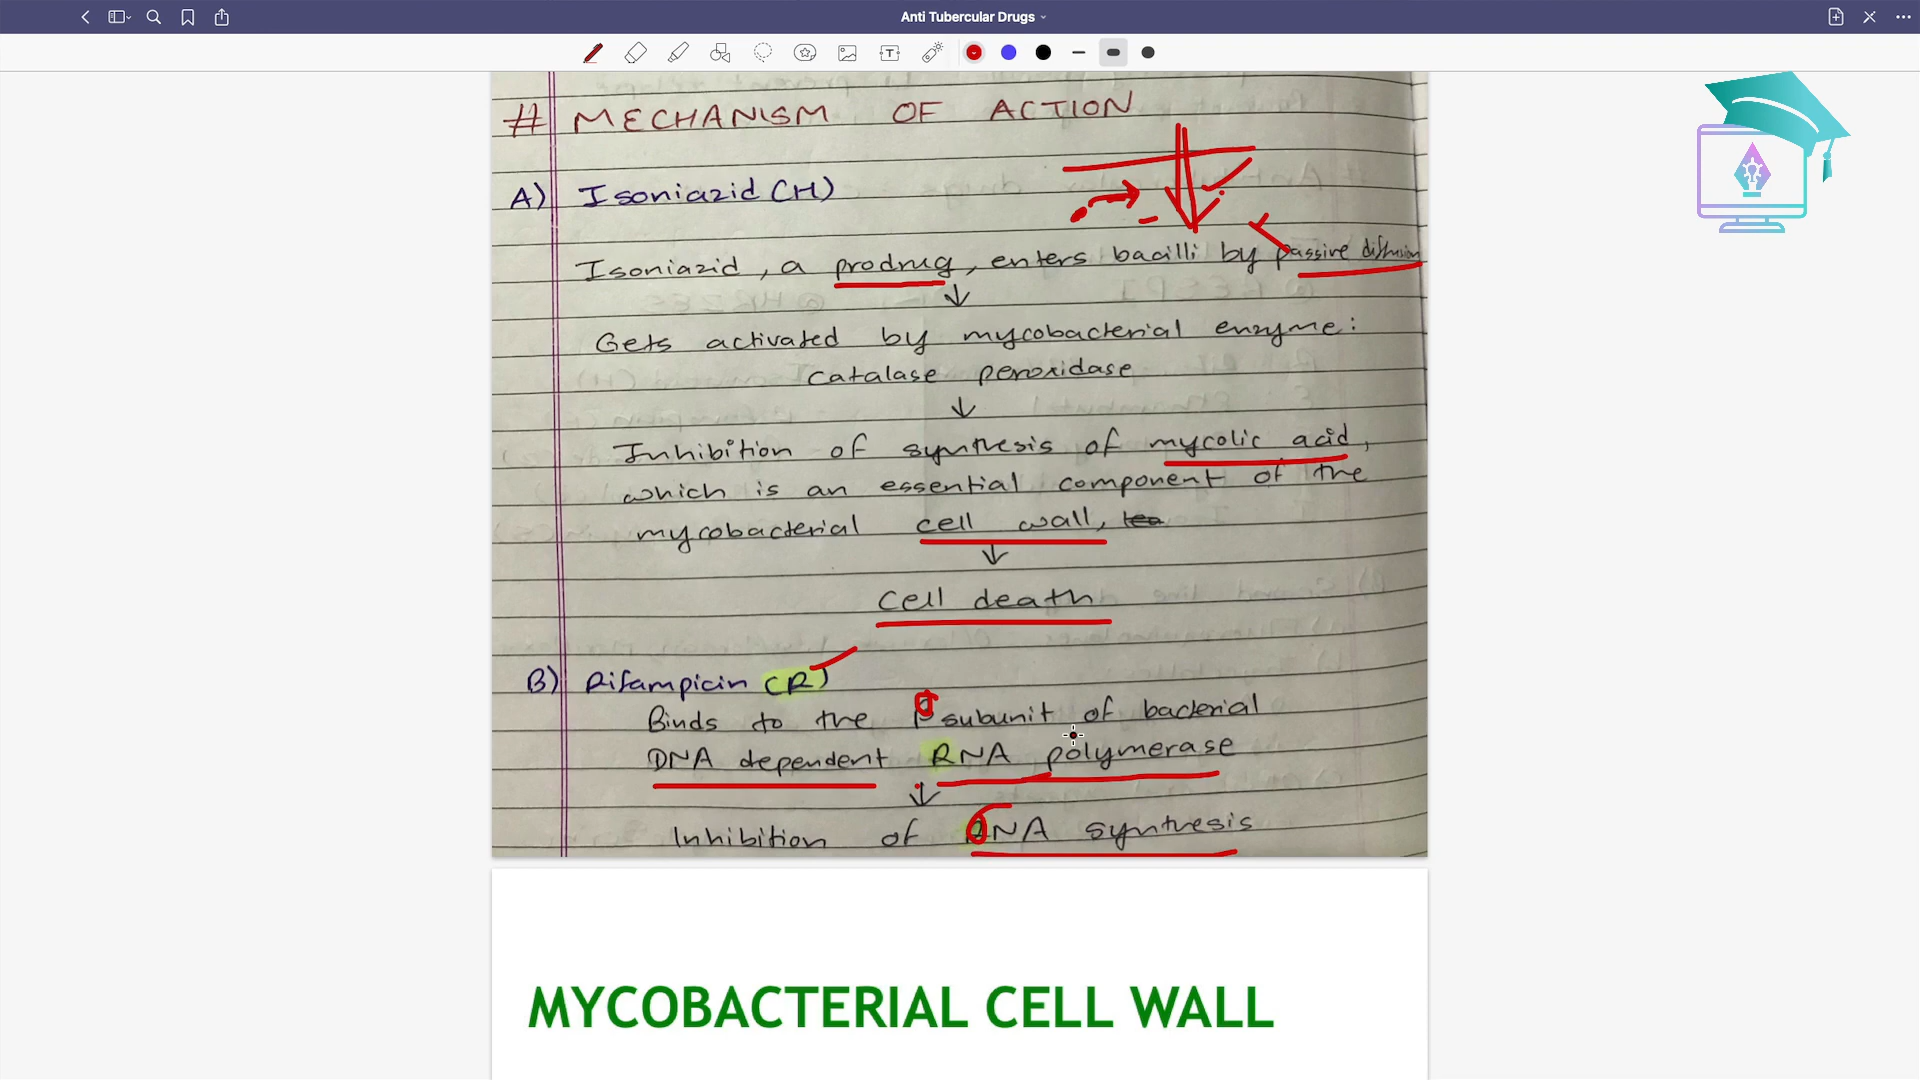 Anti Tubercular Drugs
# MECHANISM OF ACTION
A) Isoniazid (H)
Isoniazid, a prodrug, enters bacilli by passive diffusion
↓
Gets activated by mycobacterial enzyme:
catalase peroxidase
↓
Inhibition of synthesis of mycolic acid,
which is an essential component of the
mycobacterial cell wall,
↓
Cell death
B) Rifampicin (R)
Binds to the β subunit of bacterial
DNA dependent RNA polymerase
↓
Inhibition of RNA synthesis
MYCOBACTERIAL CELL WALL